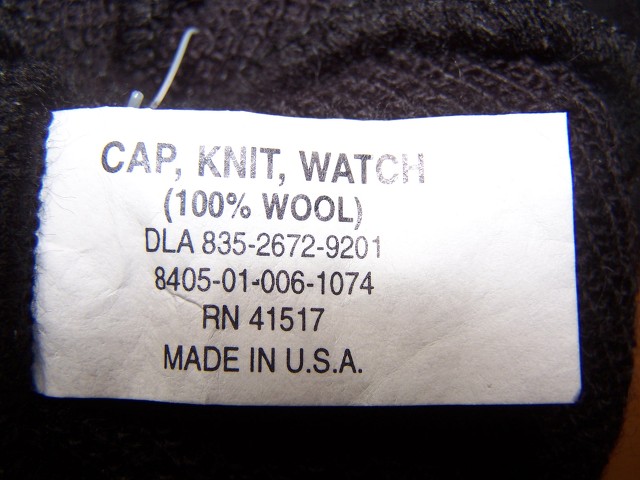 CAP, KNIT, WATCH
(100% WOOL)
DLA 835-2672-9201
8405-01-006-1074
RN 41517
MADE IN U.S.A.